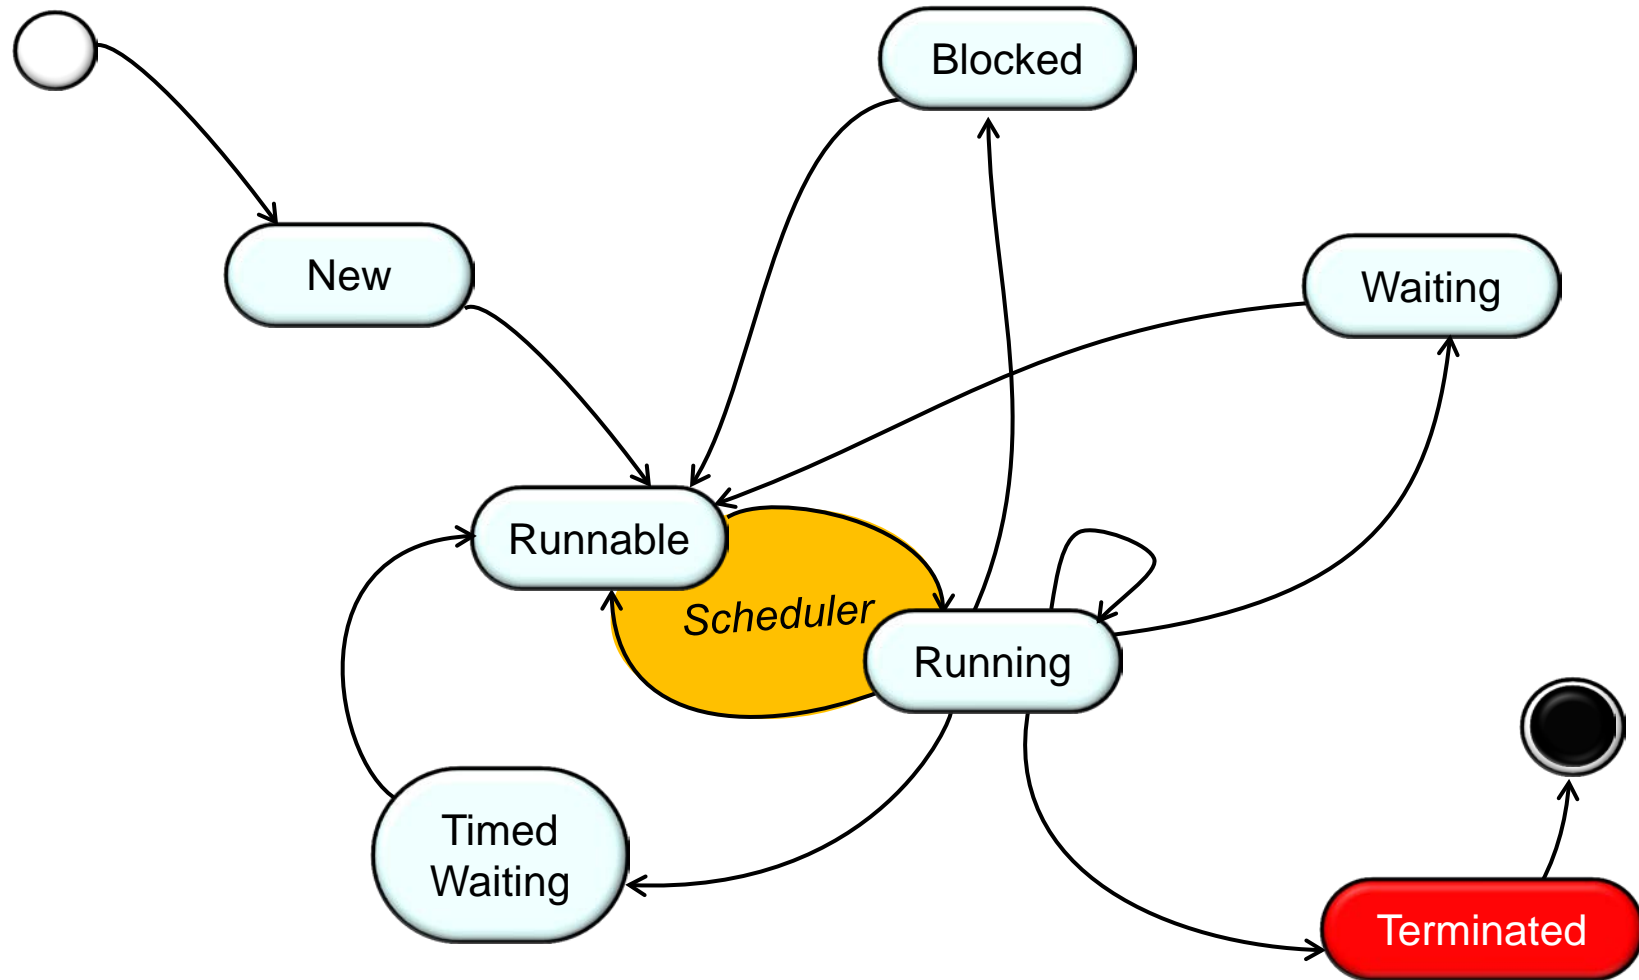 Blocked
New
Waiting
Runnable
Scheduler
Running
Timed
Waiting
Terminated